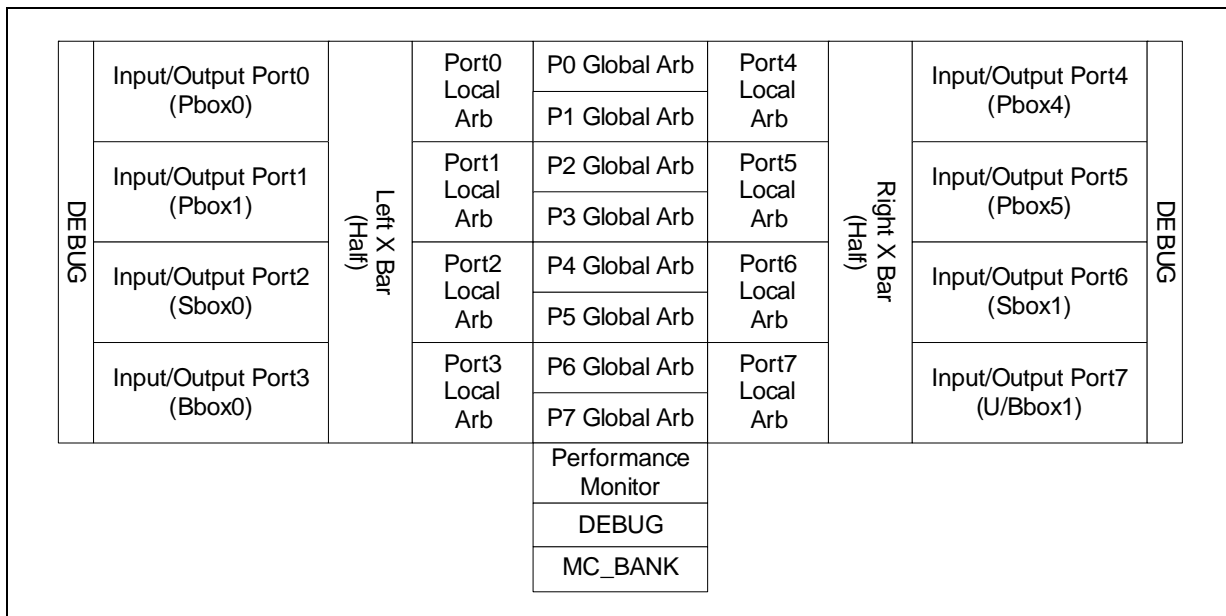 DEBUG
Input/Output Port0
(Pbox0)
Input/Output Port1
(Pbox1)
Input/Output Port2
(Sbox0)
Input/Output Port3
(Bbox0)
Left X Bar
(Half)
Port0
Local
Arb
Port1
Local
Arb
Port2
Local
Arb
Port3
Local
Arb
P0 Global Arb
P1 Global Arb
P2 Global Arb
P3 Global Arb
P4 Global Arb
P5 Global Arb
P6 Global Arb
P7 Global Arb
Performance
Monitor
DEBUG
MC_BANK
Port4
Local
Arb
Port5
Local
Arb
Port6
Local
Arb
Port7
Local
Arb
Right X Bar
(Half)
Input/Output Port4
(Pbox4)
Input/Output Port5
(Pbox5)
Input/Output Port6
(Sbox1)
Input/Output Port7
(U/Bbox1)
DEBUG